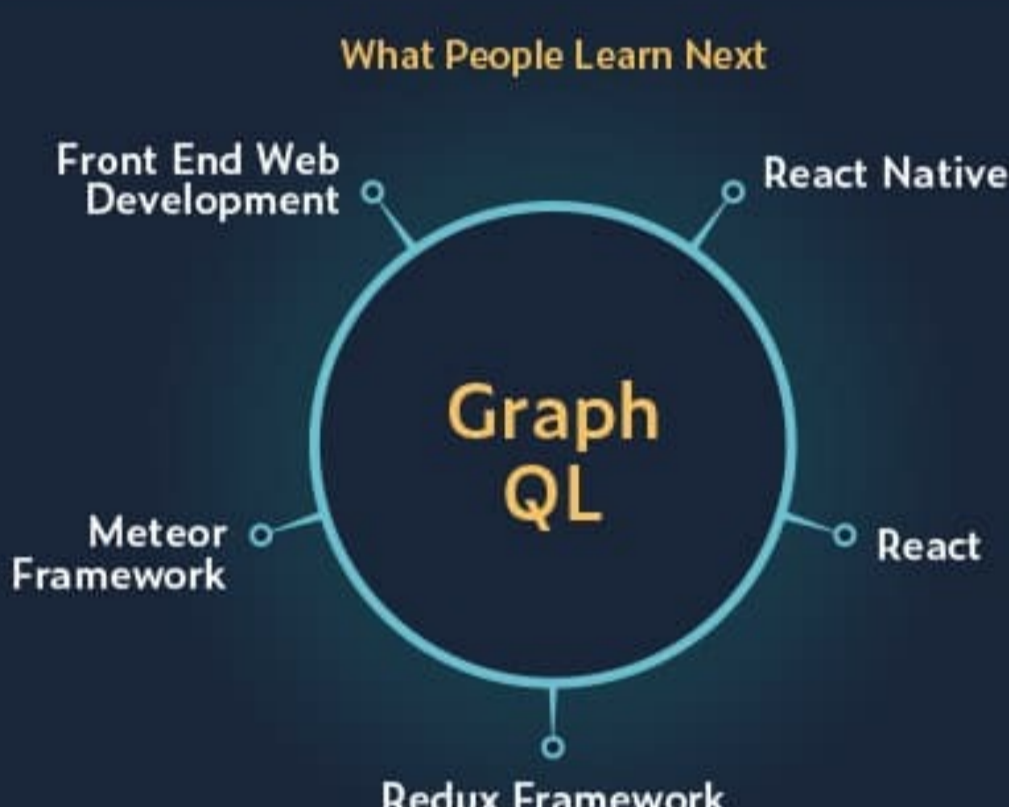 What People Learn Next
Front End Web
Development
React Native
Graph
QL
Meteor
Framework
React
Redux Framework